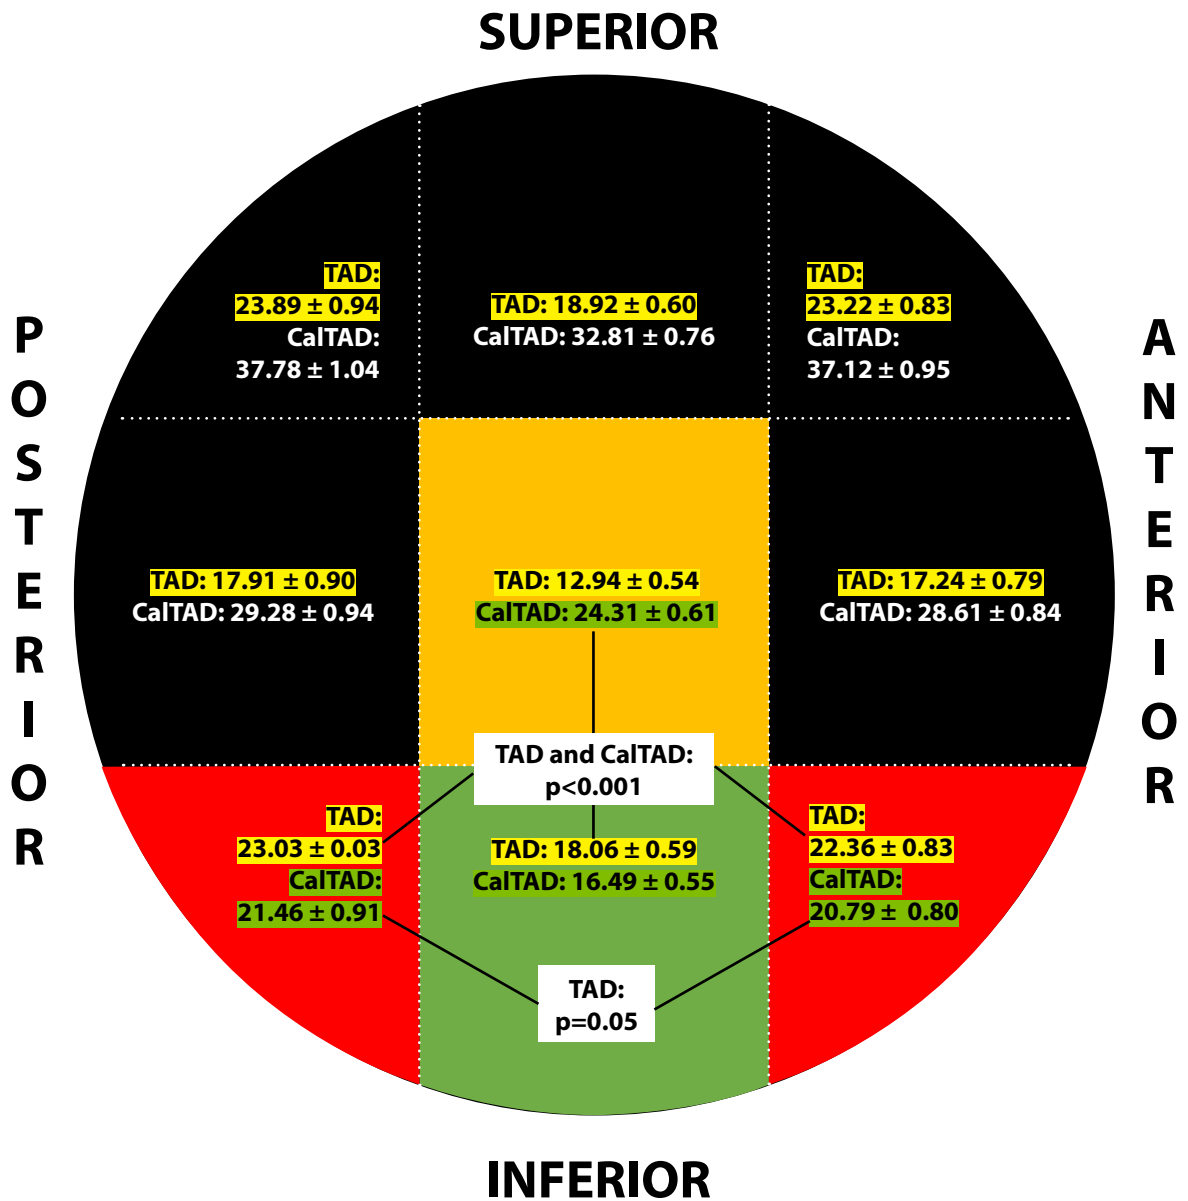 SUPERIOR
POSTERIOR
ANTERIOR
TAD:
23.89 ± 0.94
CalTAD:
37.78 ± 1.04
TAD: 18.92 ± 0.60
CalTAD: 32.81 ± 0.76
TAD:
23.22 ± 0.83
CalTAD:
37.12 ± 0.95
TAD: 17.91 ± 0.90
CalTAD: 29.28 ± 0.94
TAD: 12.94 ± 0.54
CalTAD: 24.31 ± 0.61
TAD: 17.24 ± 0.79
CalTAD: 28.61 ± 0.84
TAD and CalTAD:
p<0.001
TAD:
23.03 ± 0.03
CalTAD:
21.46 ± 0.91
TAD: 18.06 ± 0.59
CalTAD: 16.49 ± 0.55
TAD:
22.36 ± 0.83
CalTAD:
20.79 ±  0.80
TAD:
p=0.05
INFERIOR